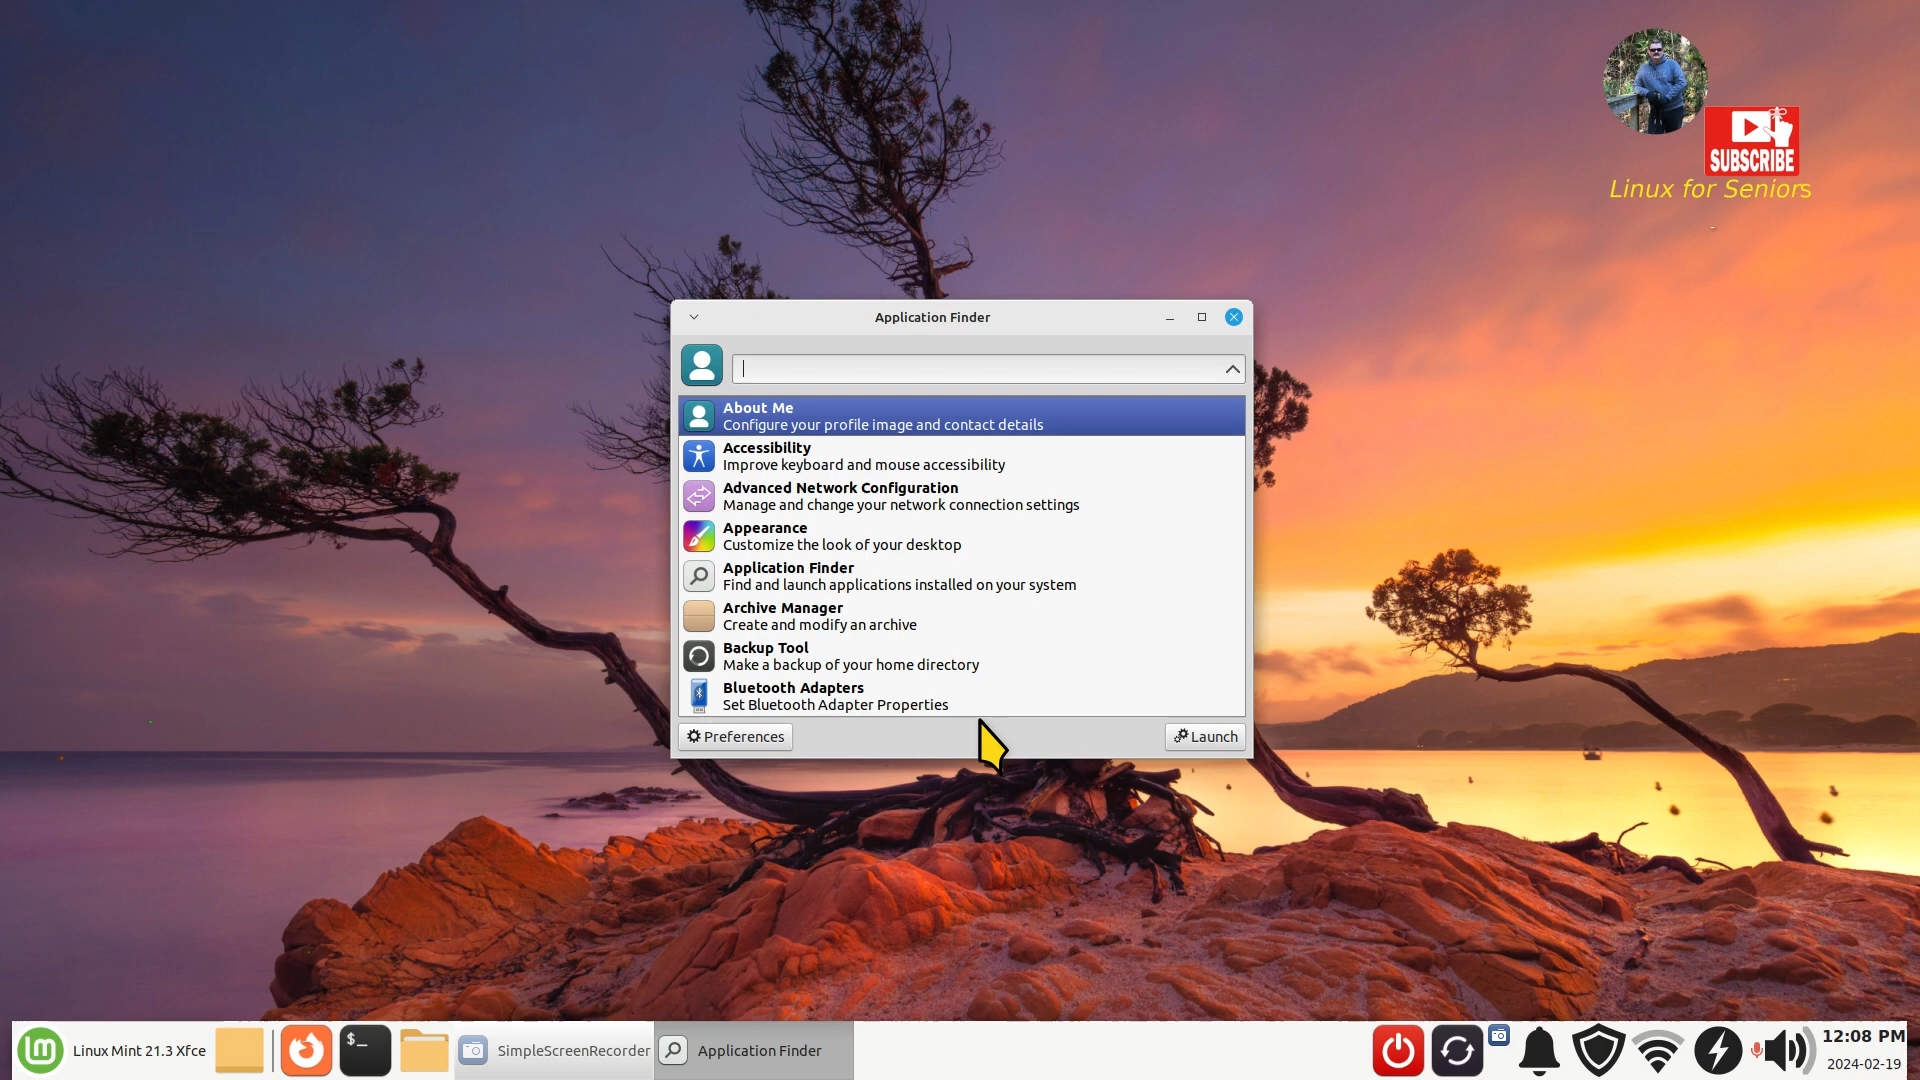 SUBSCRIBE
Linux for Seniors
Application Finder
About Me
Configure your profile image and contact details
Accessibility
Improve keyboard and mouse accessibility
Advanced Network Configuration
Manage and change your network connection settings
Appearance
Customize the look of your desktop
Application Finder
Find and launch applications installed on your system
Archive Manager
Create and modify an archive
Backup Tool
Make a backup of your home directory
Bluetooth Adapters
Set Bluetooth Adapter Properties
Preferences
Launch
lm
Linux Mint 21.3 Xfce
$_
SimpleScreenRecorder
Application Finder
12:08 PM
2024-02-19